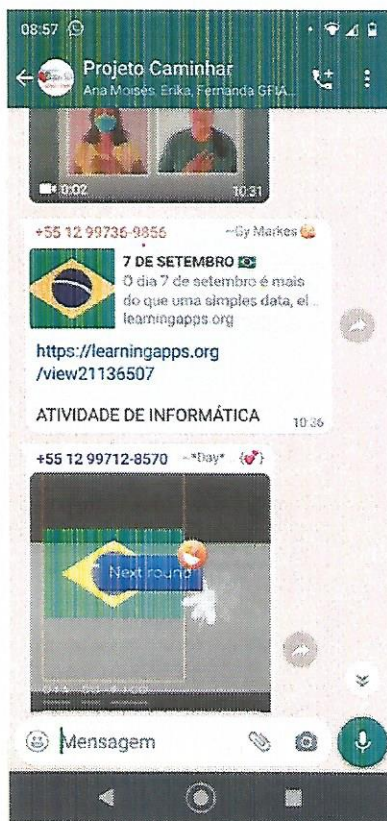 08:57
Projeto Caminhar
Ana Moisés, Erika, Fernanda GFIA...
0:02 10:31
+55 12 99736-9856 ~Gy Markes
7 DE SETEMBRO
O dia 7 de setembro é mais
do que uma simples data, el...
learningapps.org
https://learningapps.org
/view21136507
ATIVIDADE DE INFORMÁTICA 10:36
+55 12 99712-8570 ~*Day*
Next round
Mensagem